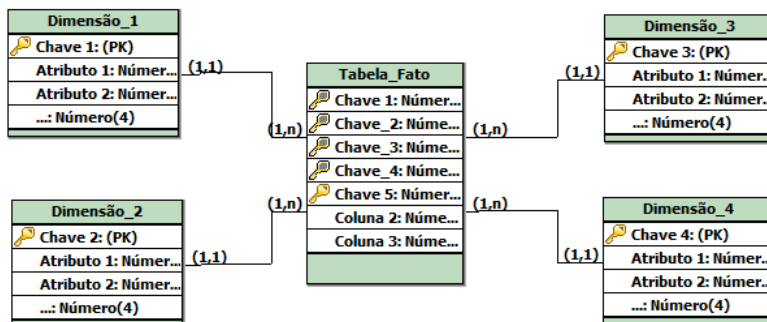 Dimensão_1
Chave 1: (PK)
Atributo 1: Númer...
Atributo 2: Númer...
...: Número(4)
(1,1)
(1,n)
Dimensão_3
Chave 3: (PK)
Atributo 1: Númer..
Atributo 2: Númer..
...: Número(4)
(1,1)
(1,n)
Tabela_Fato
Chave 1: Númer...
Chave_2: Núme...
Chave_3: Núme...
Chave_4: Núme...
Chave 5: Númer...
Coluna 2: Núme...
Coluna 3: Núme...
Dimensão_2
Chave 2: (PK)
Atributo 1: Númer...
Atributo 2: Númer...
...: Número(4)
(1,1)
(1,n)
Dimensão_4
Chave 4: (PK)
Atributo 1: Númer..
Atributo 2: Númer..
...: Número(4)
(1,1)
(1,n)